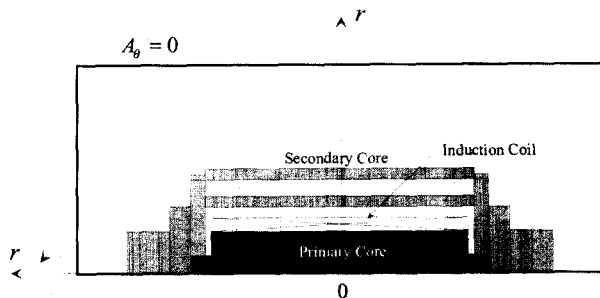 r
A_θ = 0
Induction Coil
Secondary Core
Primary Core
r
0